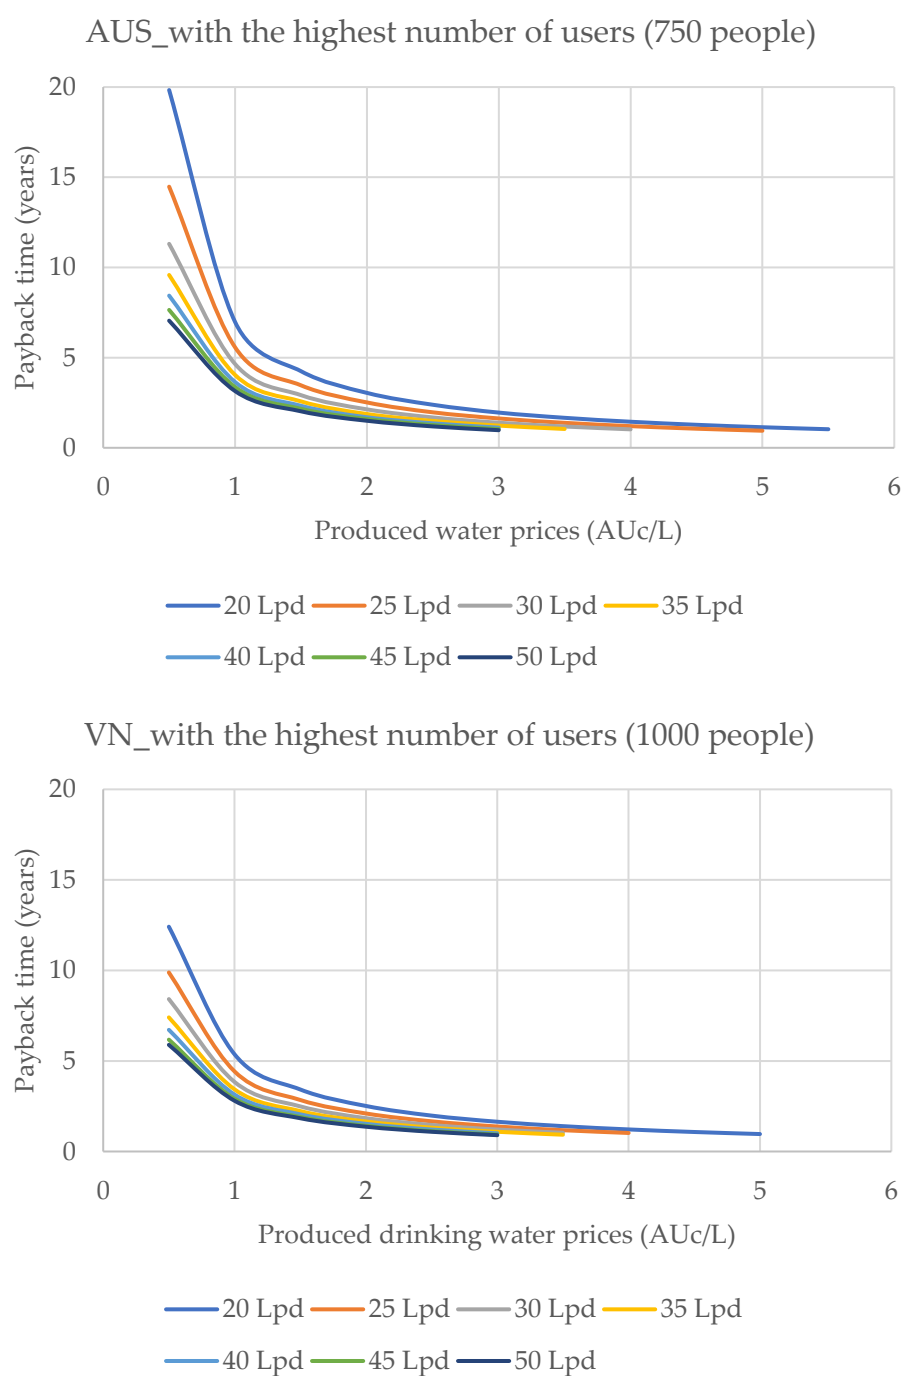 AUS_with the highest number of users (750 people)
20
15
10
5
0
Payback time (years)
0 1 2 3 4 5 6
Produced water prices (AUc/L)
20 Lpd 25 Lpd 30 Lpd 35 Lpd
40 Lpd 45 Lpd 50 Lpd
VN_with the highest number of users (1000 people)
20
15
10
5
0
Payback time (years)
0 1 2 3 4 5 6
Produced drinking water prices (AUc/L)
20 Lpd 25 Lpd 30 Lpd 35 Lpd
40 Lpd 45 Lpd 50 Lpd